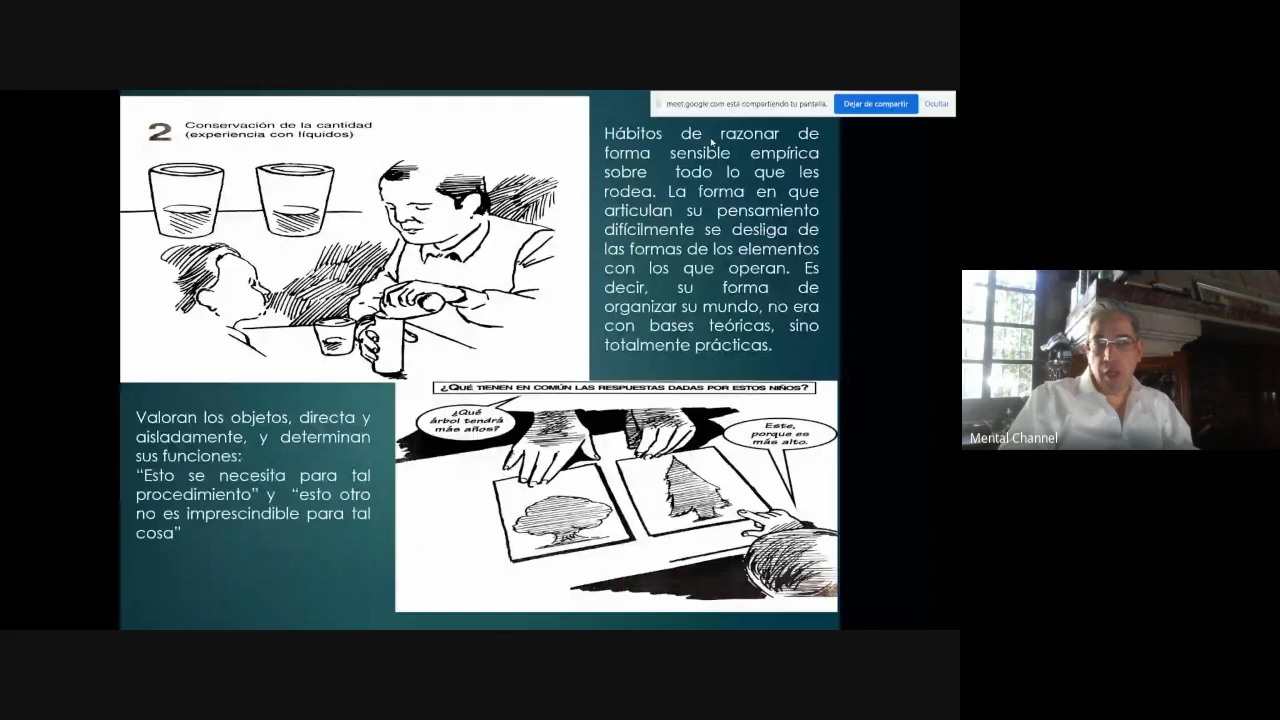 meet.google.com está compartiendo tu pantalla.
Dejar de compartir
Ocultar
2
Conservación de la cantidad
(experiencia con líquidos)
Hábitos de razonar de
forma sensible empírica
sobre todo lo que les
rodea. La forma en que
articulan su pensamiento
difícilmente se desliga de
las formas de los elementos
con los que operan. Es
decir, su forma de
organizar su mundo, no era
con bases teóricas, sino
totalmente prácticas.
Valoran los objetos, directa y
aisladamente, y determinan
sus funciones:
“Esto se necesita para tal
procedimiento” y “esto otro
no es imprescindible para tal
cosa”
¿QUÉ TIENEN EN COMÚN LAS RESPUESTAS DADAS POR ESTOS NIÑOS?
¿Qué
árbol tendrá
más años?
Este,
porque es
más alto.
Mental Channel